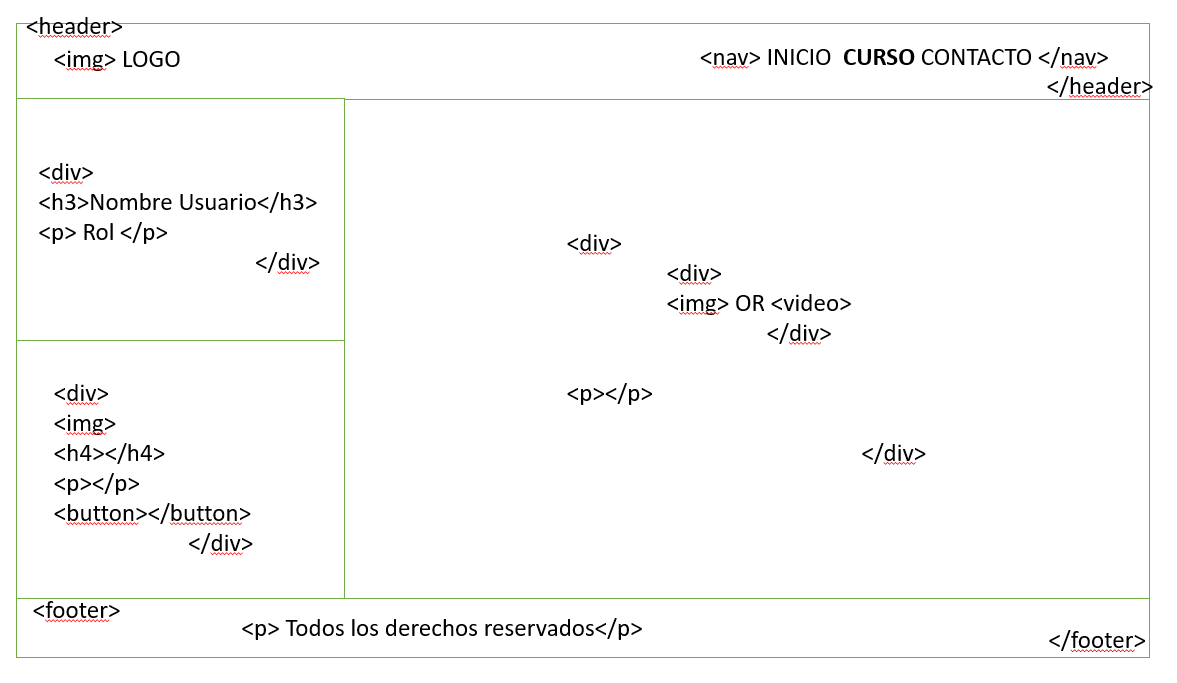 <header>
<img> LOGO
<nav> INICIO  CURSO CONTACTO </nav>
</header>
<div>
<h3>Nombre Usuario</h3>
<p> Rol </p>
</div>
<div>
<div>
<img> OR <video>
</div>
<p></p>
</div>
<div>
<img>
<h4></h4>
<p></p>
<button></button>
</div>
<footer>
<p> Todos los derechos reservados</p>
</footer>